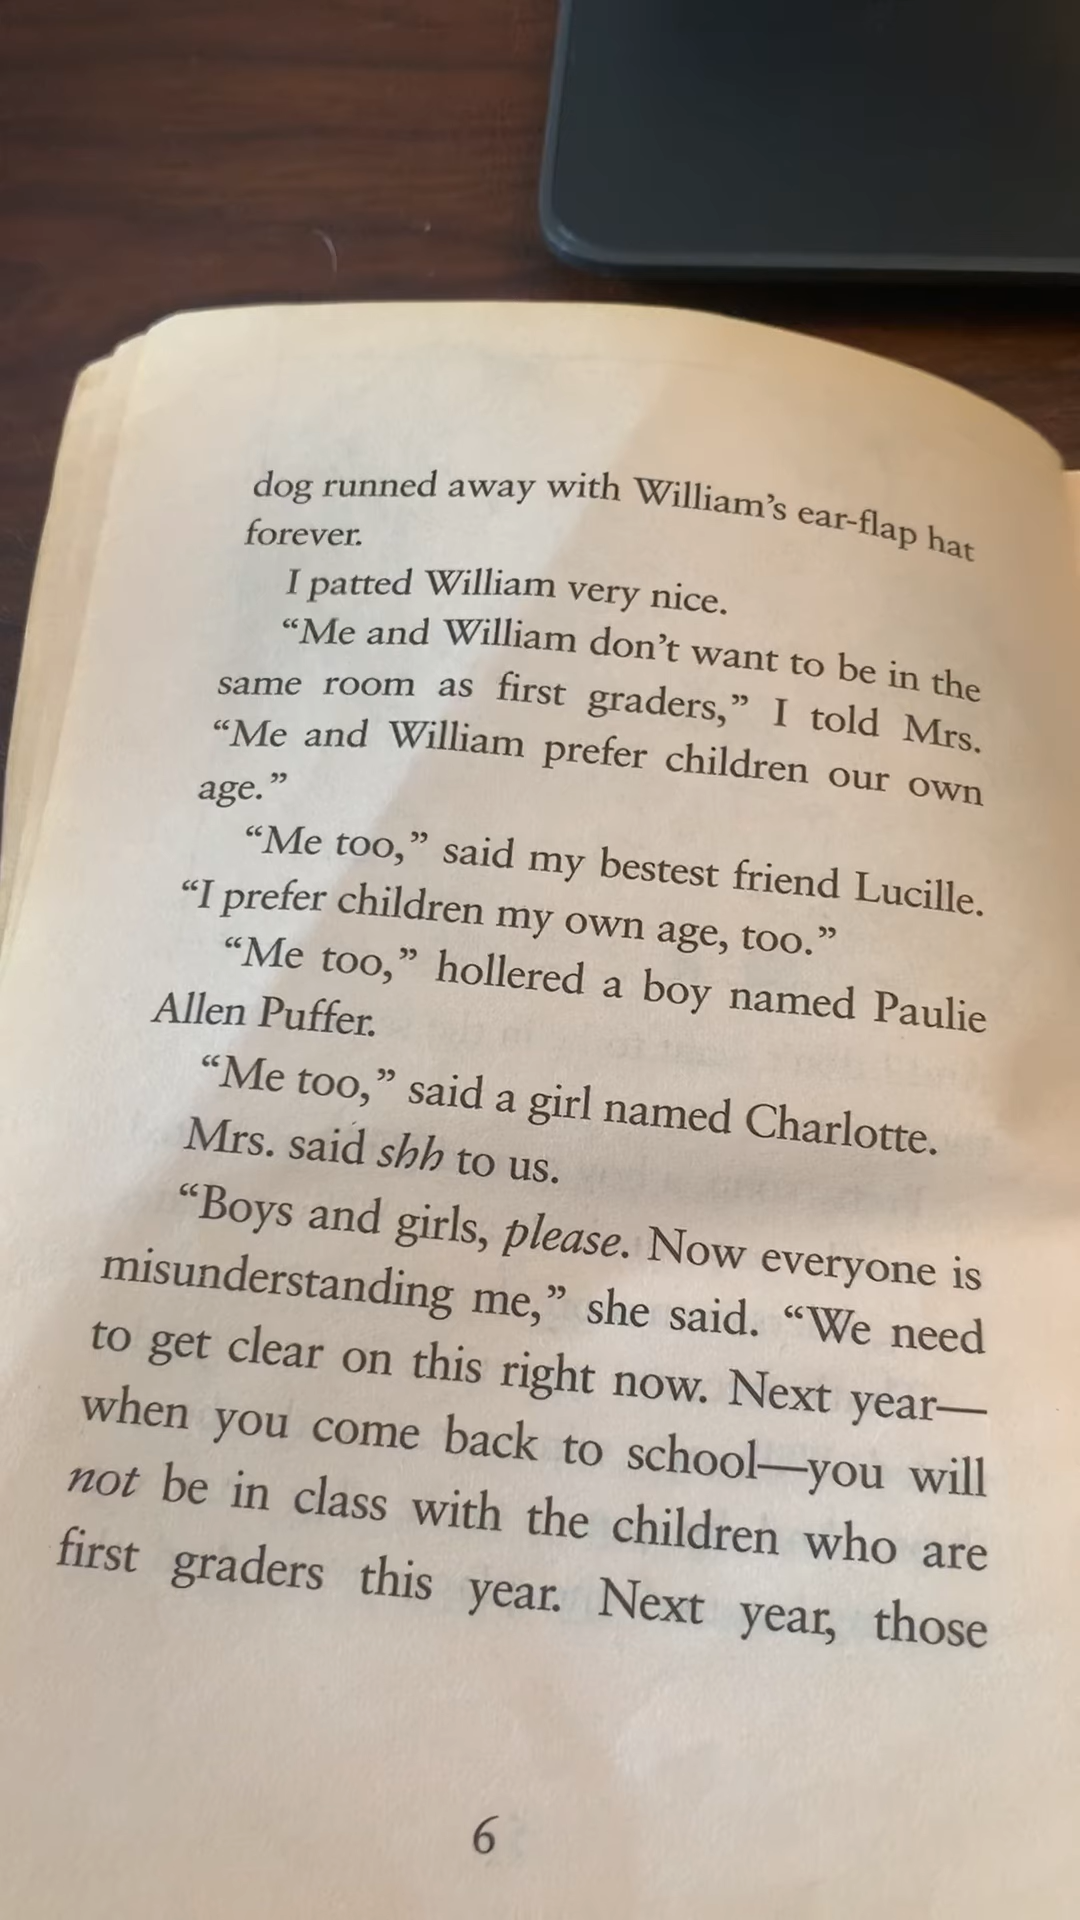 dog runned away with William’s ear-flap hat
forever.
I patted William very nice.
“Me and William don’t want to be in the
same room as first graders,” I told Mrs.
“Me and William prefer children our own
age.”
“Me too,” said my bestest friend Lucille.
“I prefer children my own age, too.”
“Me too,” hollered a boy named Paulie
Allen Puffer.
“Me too,” said a girl named Charlotte.
Mrs. said shh to us.
“Boys and girls, please. Now everyone is
misunderstanding me,” she said. “We need
to get clear on this right now. Next year—
when you come back to school—you will
not be in class with the children who are
first graders this year. Next year, those
6